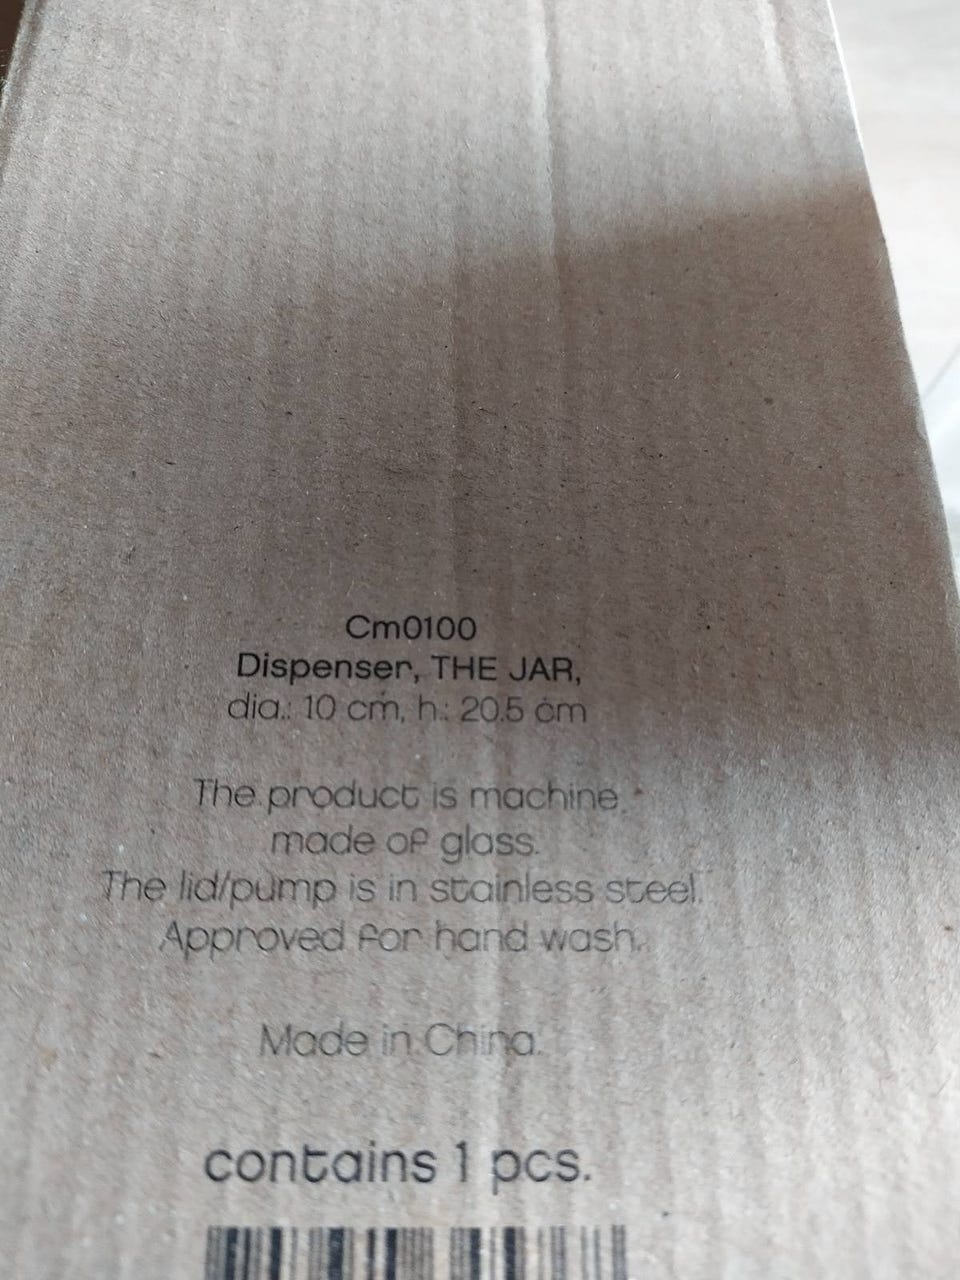 Cm0100
Dispenser, THE JAR,
dia.: 10 cm, h.: 20.5 cm
The product is machine
made of glass.
The lid/pump is in stainless steel.
Approved for hand wash.
Made in China.
contains 1 pcs.